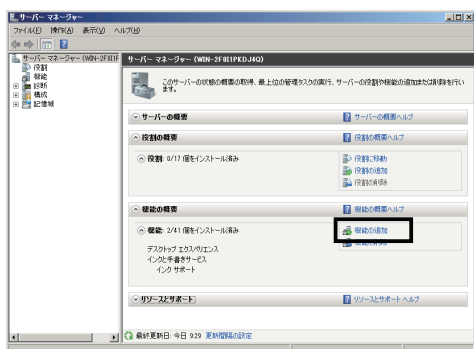 サーバー マネージャー
ファイル(F) 操作(A) 表示(V) ヘルプ(H)
サーバー マネージャー (WIN-2F0I1F
役割
機能
診断
構成
記憶域
サーバー マネージャー (WIN-2F0I1PKDJ4Q)
このサーバーの状態の概要の取得、最上位の管理タスクの実行、サーバーの役割や機能の追加または削除を行います。
サーバーの概要
サーバーの概要ヘルプ
役割の概要
役割の概要ヘルプ
役割: 0/17 個をインストール済み
役割に移動
役割の追加
役割の削除
機能の概要
機能の概要ヘルプ
機能: 2/41 個をインストール済み
機能の追加
機能の削除
デスクトップ エクスペリエンス
インクと手書きサービス
インク サポート
リソースとサポート
リソースとサポート ヘルプ
最終更新日: 今日 9:29 更新間隔の設定